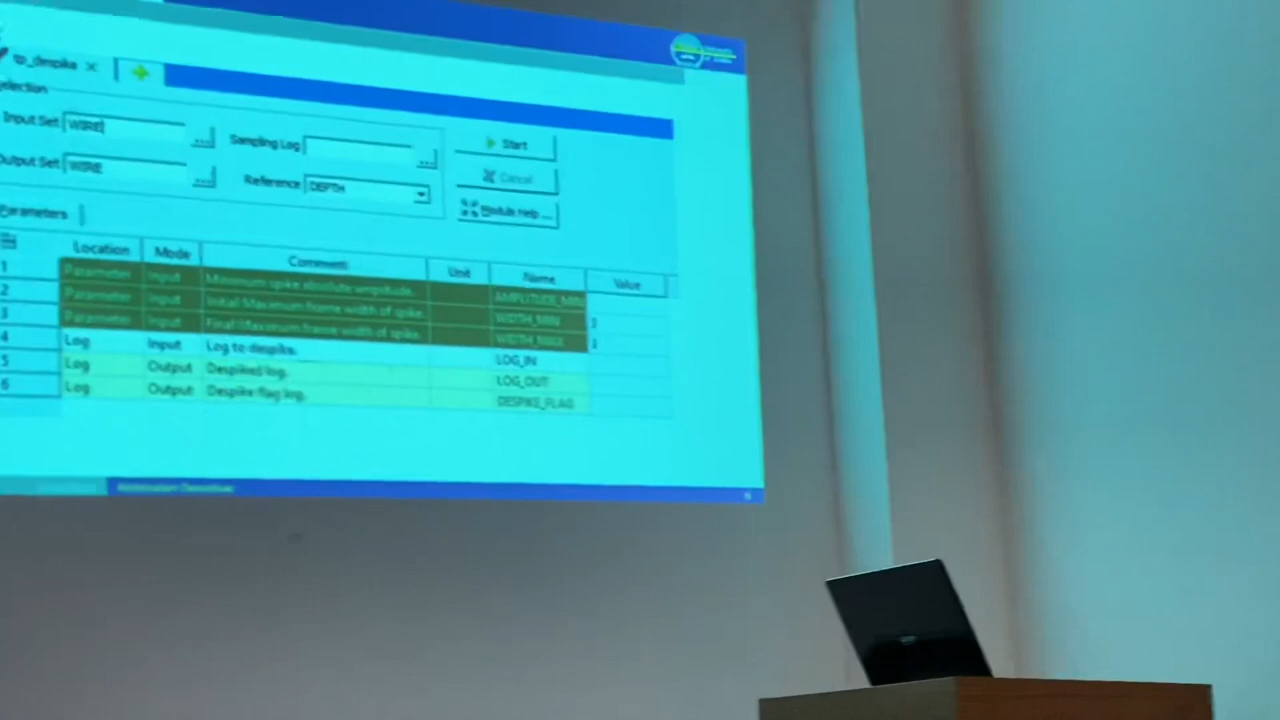 tp_despike
Input Set WIRE
Sampling Log
Start
Output Set WIRE
Reference DEPTH
Cancel
Module Help ...
Parameters
Location Mode Comment Unit Name Value
1 Parameter Input Minimum spike absolute amplitude. AMPLITUDE_MIN
2 Parameter Input Initial Maximum frame width of spike. WIDTH_MIN
3 Parameter Input Final Maximum frame width of spike. WIDTH_MAX
4 Log Input Log to despike. LOG_IN
5 Log Output Despiked log. LOG_OUT
6 Log Output Despike flag log. DESPIKE_FLAG